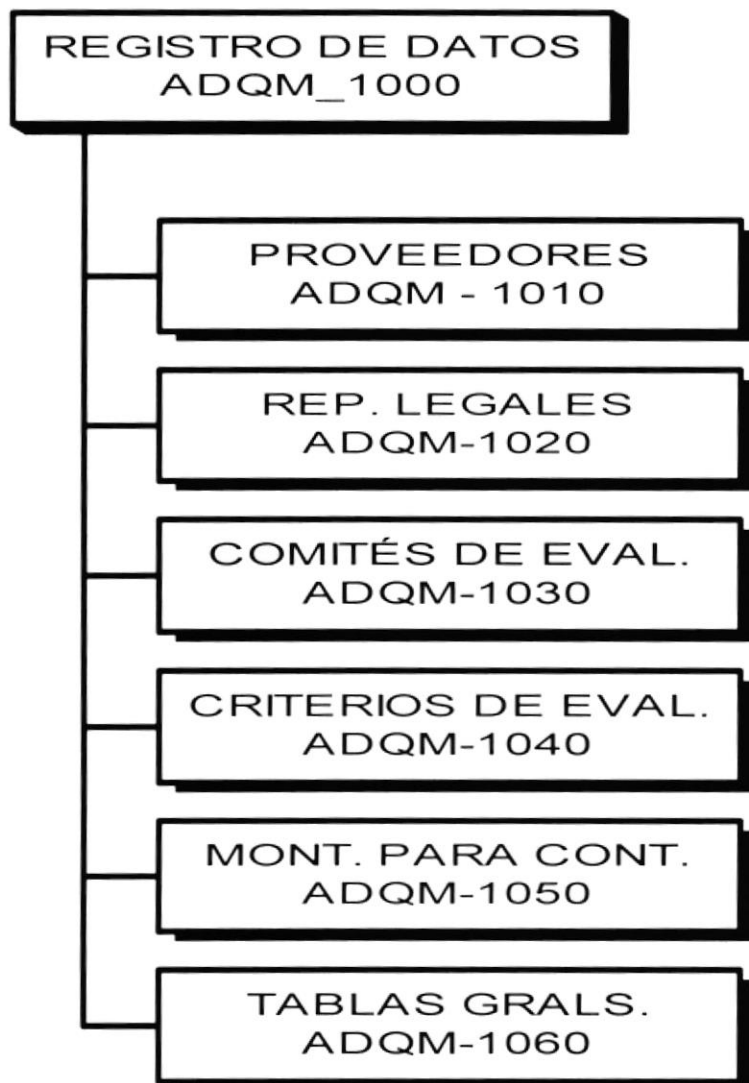 REGISTRO DE DATOS
ADQM_1000
PROVEEDORES
ADQM - 1010
REP. LEGALES
ADQM-1020
COMITÉS DE EVAL.
ADQM-1030
CRITERIOS DE EVAL.
ADQM-1040
MONT. PARA CONT.
ADQM-1050
TABLAS GRALS.
ADQM-1060